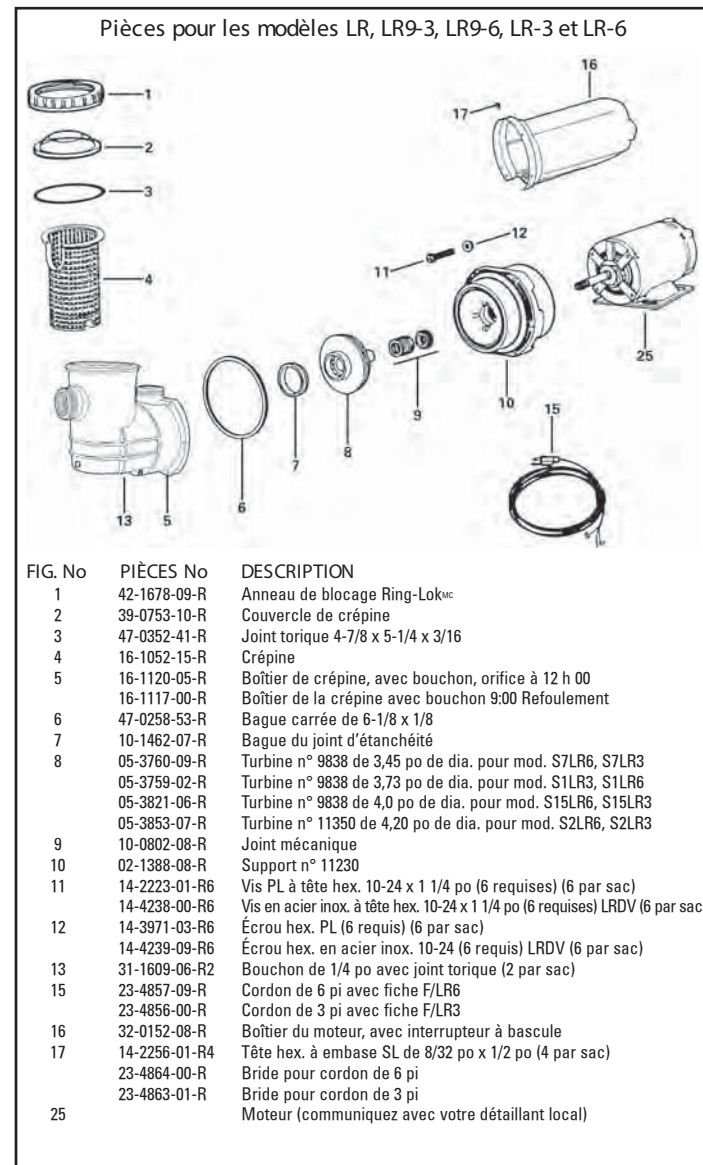 Pièces pour les modèles LR, LR9-3, LR9-6, LR-3 et LR-6
16
1
17
2
3
12
11
4
25
9
10
15
8
7
6
13
5
FIG. No PIÈCES No DESCRIPTION
1 42-1678-09-R Anneau de blocage Ring-Lokᴹᶜ
2 39-0753-10-R Couvercle de crépine
3 47-0352-41-R Joint torique 4-7/8 x 5-1/4 x 3/16
4 16-1052-15-R Crépine
5 16-1120-05-R Boîtier de crépine, avec bouchon, orifice à 12 h 00
16-1117-00-R Boîtier de la crépine avec bouchon 9:00 Refoulement
6 47-0258-53-R Bague carrée de 6-1/8 x 1/8
7 10-1462-07-R Bague du joint d'étanchéité
8 05-3760-09-R Turbine n° 9838 de 3,45 po de dia. pour mod. S7LR6, S7LR3
05-3759-02-R Turbine n° 9838 de 3,73 po de dia. pour mod. S1LR3, S1LR6
05-3821-06-R Turbine n° 9838 de 4,0 po de dia. pour mod. S15LR6, S15LR3
05-3853-07-R Turbine n° 11350 de 4,20 po de dia. pour mod. S2LR6, S2LR3
9 10-0802-08-R Joint mécanique
10 02-1388-08-R Support n° 11230
11 14-2223-01-R6 Vis PL à tête hex. 10-24 x 1 1/4 po (6 requises) (6 par sac)
14-4238-00-R6 Vis en acier inox. à tête hex. 10-24 x 1 1/4 po (6 requises) LRDV (6 par sac
12 14-3971-03-R6 Écrou hex. PL (6 requis) (6 par sac)
14-4239-09-R6 Écrou hex. en acier inox. 10-24 (6 requis) LRDV (6 par sac)
13 31-1609-06-R2 Bouchon de 1/4 po avec joint torique (2 par sac)
15 23-4857-09-R Cordon de 6 pi avec fiche F/LR6
23-4856-00-R Cordon de 3 pi avec fiche F/LR3
16 32-0152-08-R Boîtier du moteur, avec interrupteur à bascule
17 14-2256-01-R4 Tête hex. à embase SL de 8/32 po x 1/2 po (4 par sac)
23-4864-00-R Bride pour cordon de 6 pi
23-4863-01-R Bride pour cordon de 3 pi
25 Moteur (communiquez avec votre détaillant local)